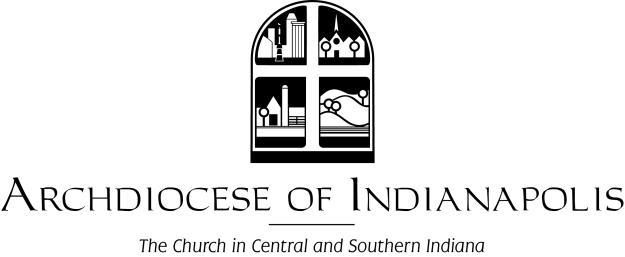 ARCHDIOCESE OF INDIANAPOLIS
The Church in Central and Southern Indiana